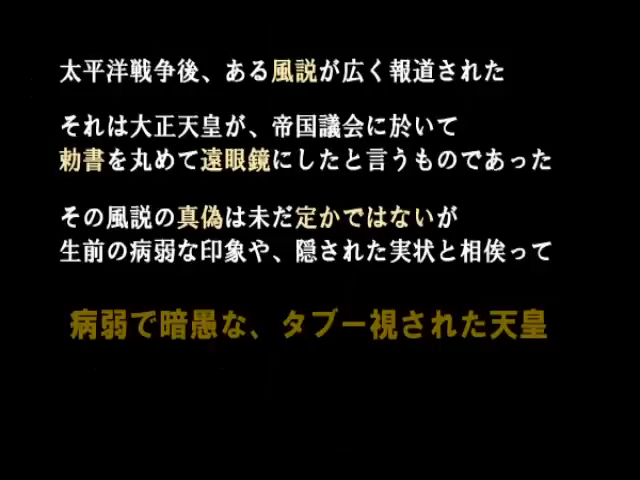 太平洋戦争後、ある風説が広く報道された
それは大正天皇が、帝国議会に於いて
勅書を丸めて遠眼鏡にしたと言うものであった
その風説の真偽は未だ定かではないが
生前の病弱な印象や、隠された実状と相俟って
病弱で暗愚な、タブー視された天皇